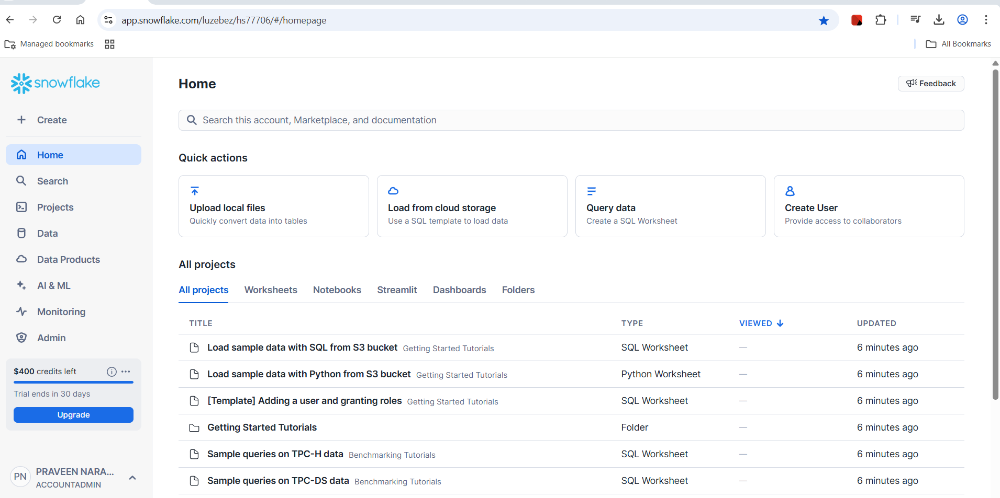 app.snowflake.com/luzebez/hs77706/#/homepage
Managed bookmarks
All Bookmarks
snowflake
Create
Home
Search
Projects
Data
Data Products
AI & ML
Monitoring
Admin
$400 credits left
Trial ends in 30 days
Upgrade
PN
PRAVEEN NARA...
ACCOUNTADMIN
Home
Feedback
Search this account, Marketplace, and documentation
Quick actions
Upload local files
Quickly convert data into tables
Load from cloud storage
Use a SQL template to load data
Query data
Create a SQL Worksheet
Create User
Provide access to collaborators
All projects
All projects Worksheets Notebooks Streamlit Dashboards Folders
TITLE TYPE VIEWED UPDATED
Load sample data with SQL from S3 bucket Getting Started Tutorials SQL Worksheet — 6 minutes ago
Load sample data with Python from S3 bucket Getting Started Tutorials Python Worksheet — 6 minutes ago
[Template] Adding a user and granting roles Getting Started Tutorials SQL Worksheet — 6 minutes ago
Getting Started Tutorials Folder — 6 minutes ago
Sample queries on TPC-H data Benchmarking Tutorials SQL Worksheet — 6 minutes ago
Sample queries on TPC-DS data Benchmarking Tutorials SQL Worksheet — 6 minutes ago